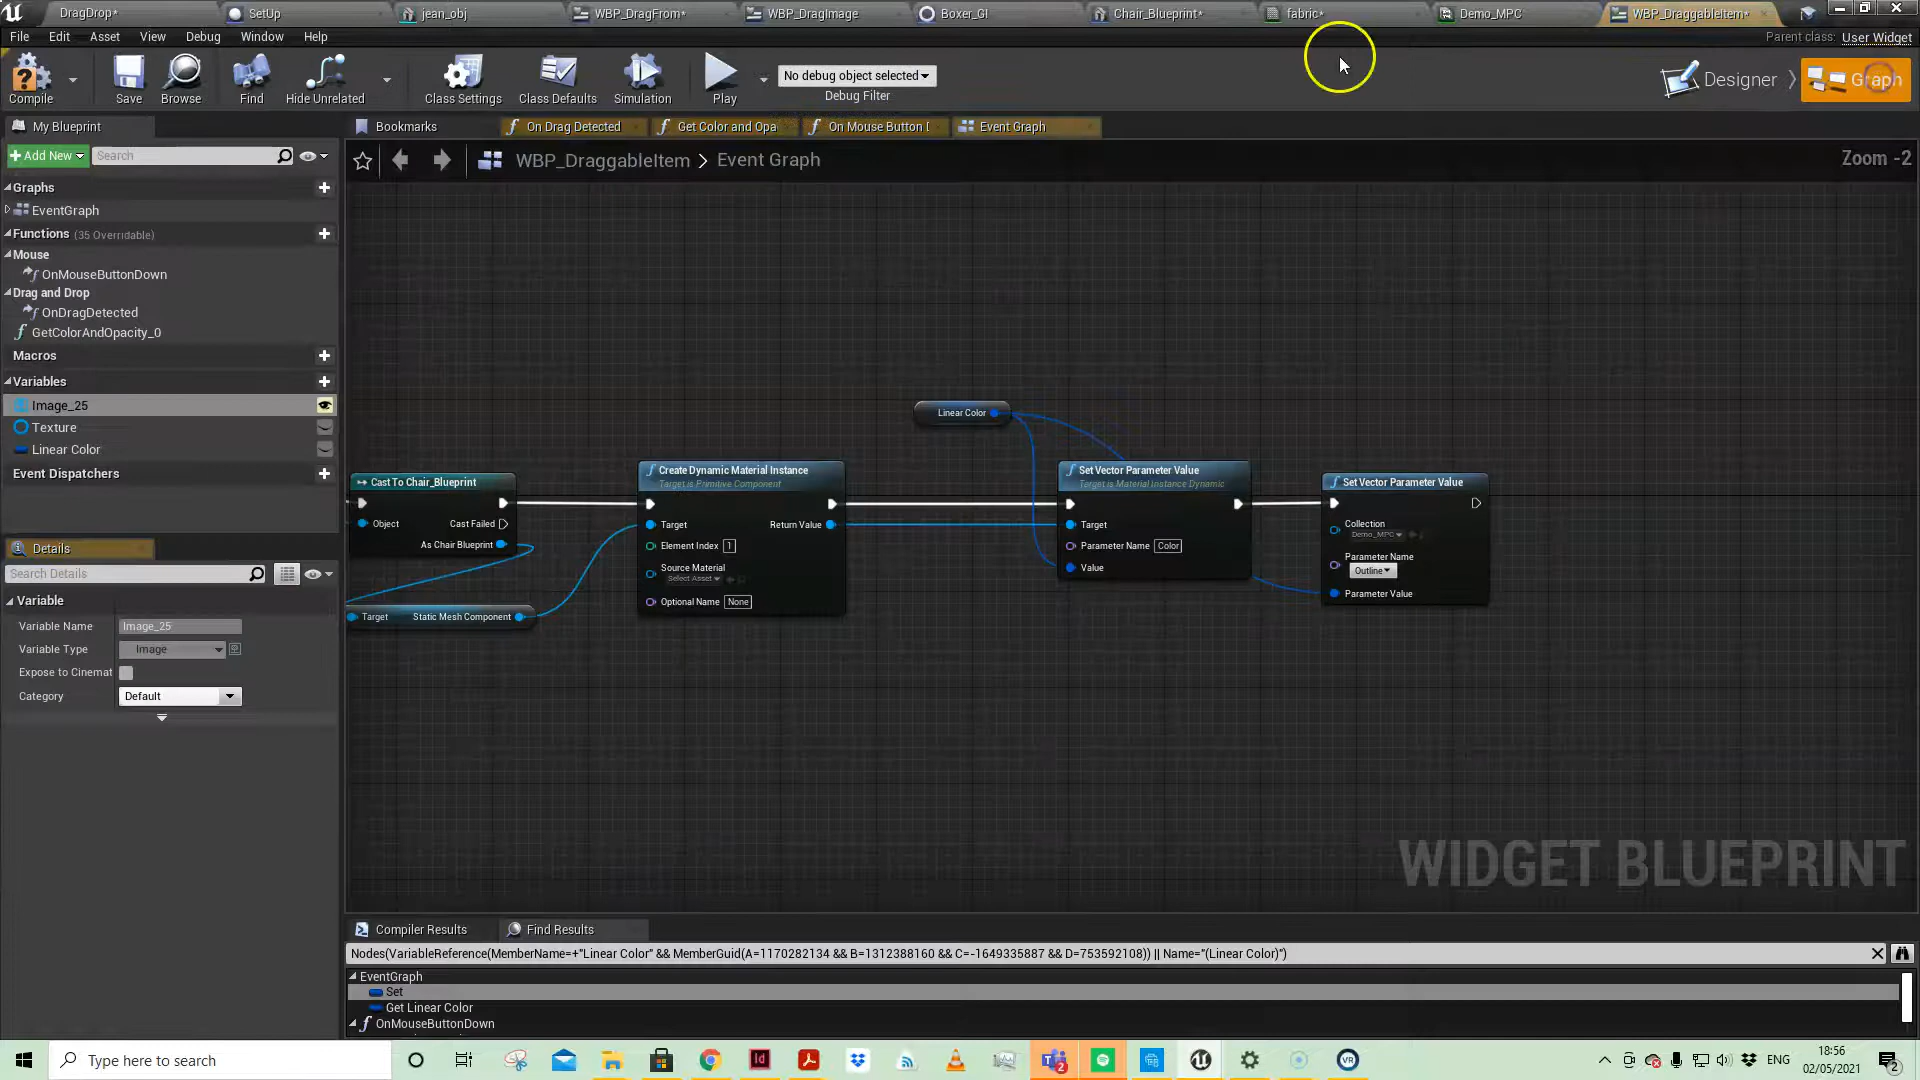 DragDrop*
SetUp
jean_obj
WBP_DragFrom*
WBP_DragImage
Boxer_GI
Chair_Blueprint*
fabric*
Demo_MPC
WBP_DraggableItem*
File Edit Asset View Debug Window Help
Parent class: User Widget
Compile
Save
Browse
Find
Hide Unrelated
Class Settings
Class Defaults
Simulation
Play
No debug object selected
Debug Filter
Designer
Graph
My Blueprint
Add New
Search
Bookmarks
On Drag Detected
Get Color and Opa
On Mouse Button
Event Graph
WBP_DraggableItem > Event Graph
Zoom -2
Graphs
EventGraph
Functions (35 Overridable)
Mouse
OnMouseButtonDown
Drag and Drop
OnDragDetected
GetColorAndOpacity_0
Macros
Variables
Image_25
Texture
Linear Color
Event Dispatchers
Details
Search Details
Variable
Variable Name Image_25
Variable Type Image
Expose to Cinemat
Category Default
Cast To Chair_Blueprint
Object
Cast Failed
As Chair Blueprint
Target Static Mesh Component
Create Dynamic Material Instance
Target is Primitive Component
Target Return Value
Element Index 1
Source Material
Select Asset
Optional Name None
Linear Color
Set Vector Parameter Value
Target is Material Instance Dynamic
Target
Parameter Name Color
Value
Set Vector Parameter Value
Collection
Demo_MPC
Parameter Name
Outline
Parameter Value
WIDGET BLUEPRINT
Compiler Results
Find Results
Nodes(VariableReference(MemberName=+"Linear Color" && MemberGuid(A=1170282134 && B=1312388160 && C=-1649335887 && D=753592108)) || Name="(Linear Color)")
EventGraph
Set
Get Linear Color
OnMouseButtonDown
Type here to search
ENG
18:56
02/05/2021